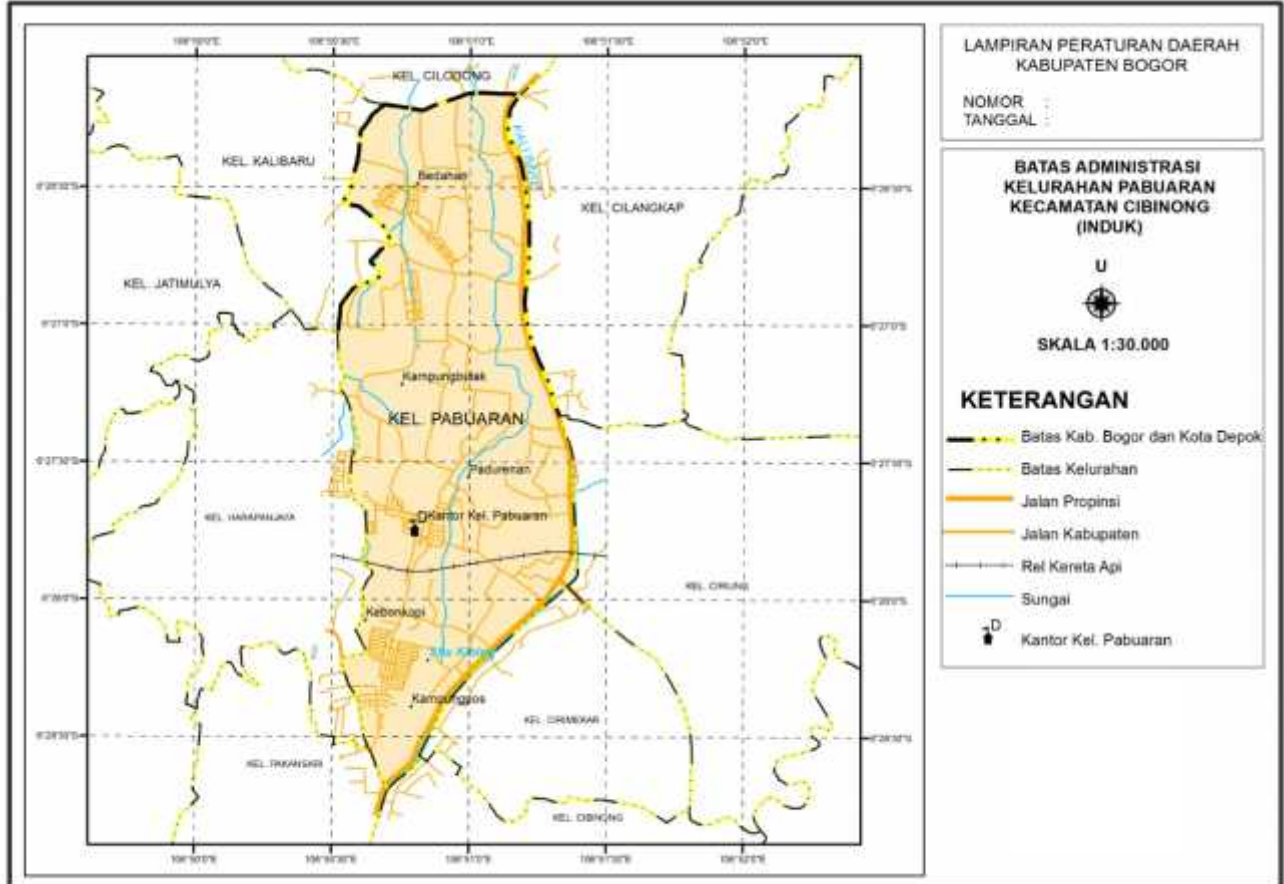 KEL. CILODONG
KEL. KALIBARU
Bedahan
KEL. CILANGKAP
KEL. JATIMULYA
KEL. PABUARAN
Padurenan
KEL. HARAPANJAYA
Kantor Kel. Pabuaran
KEL. CIRIUNG
Kebonkopi
Kampungpos
KEL. CIRIMEKAR
KEL. PAKANSARI
KEL. CIBINONG
LAMPIRAN PERATURAN DAERAH
KABUPATEN BOGOR
NOMOR :
TANGGAL :
BATAS ADMINISTRASI
KELURAHAN PABUARAN
KECAMATAN CIBINONG
(INDUK)
U
SKALA 1:30.000
KETERANGAN
Batas Kab. Bogor dan Kota Depok
Batas Kelurahan
Jalan Propinsi
Jalan Kabupaten
Rel Kereta Api
Sungai
D
Kantor Kel. Pabuaran